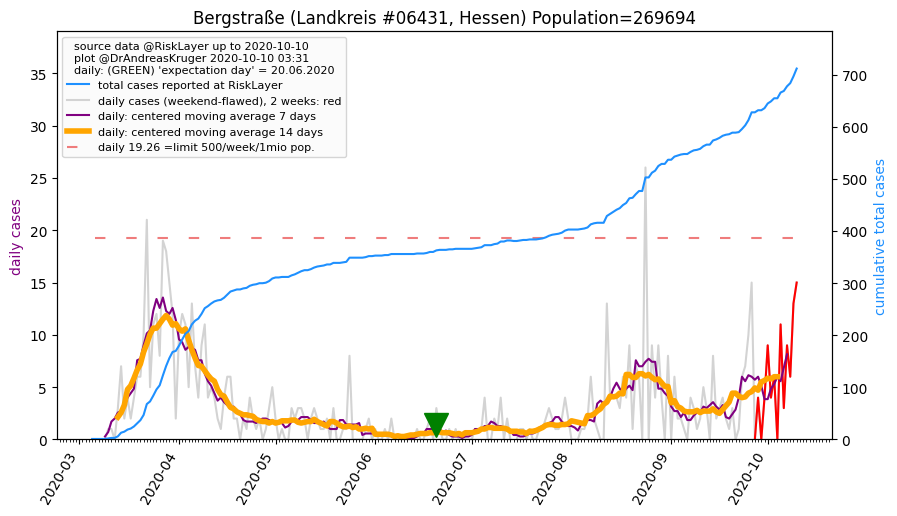 Bergstraße (Landkreis #06431, Hessen) Population=269694
source data @RiskLayer up to 2020-10-10
plot @DrAndreasKruger 2020-10-10 03:31
daily: (GREEN) 'expectation day' = 20.06.2020
total cases reported at RiskLayer
daily cases (weekend-flawed), 2 weeks: red
daily: centered moving average 7 days
daily: centered moving average 14 days
daily 19.26 =limit 500/week/1mio pop.
daily cases
35
30
25
20
15
10
5
0
700
600
500
400
300
200
100
0
cumulative total cases
2020-03
2020-04
2020-05
2020-06
2020-07
2020-08
2020-09
2020-10